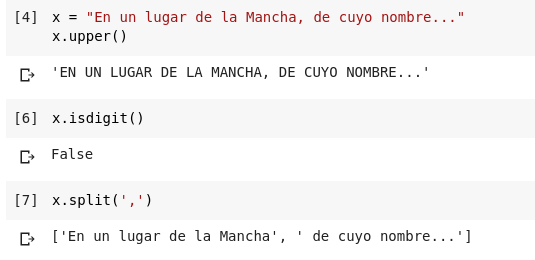 [4] x = "En un lugar de la Mancha, de cuyo nombre..."
x.upper()
'EN UN LUGAR DE LA MANCHA, DE CUYO NOMBRE...'
[6] x.isdigit()
False
[7] x.split(',')
['En un lugar de la Mancha', ' de cuyo nombre...']